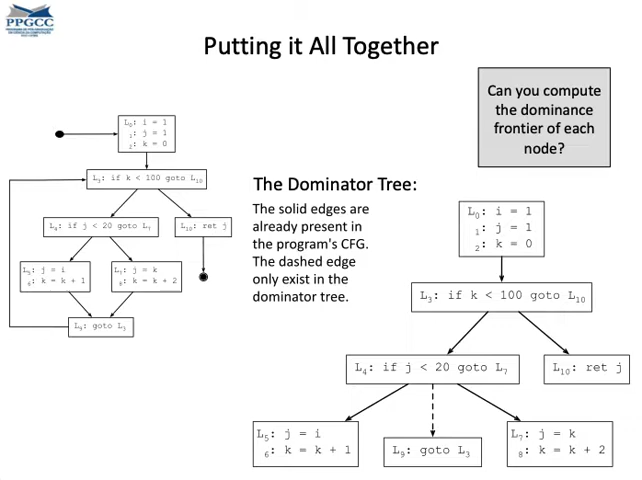 PPGCC
Putting it All Together
Can you compute
the dominance
frontier of each
node?
L0: i = 1
1: j = 1
2: k = 0
L3: if k < 100 goto L10
L4: if j < 20 goto L7
L10: ret j
L5: j = i
6: k = k + 1
L7: j = k
8: k = k + 2
L9: goto L3
The Dominator Tree:
The solid edges are
already present in
the program's CFG.
The dashed edge
only exist in the
dominator tree.
L0: i = 1
1: j = 1
2: k = 0
L3: if k < 100 goto L10
L4: if j < 20 goto L7
L10: ret j
L5: j = i
6: k = k + 1
L9: goto L3
L7: j = k
8: k = k + 2